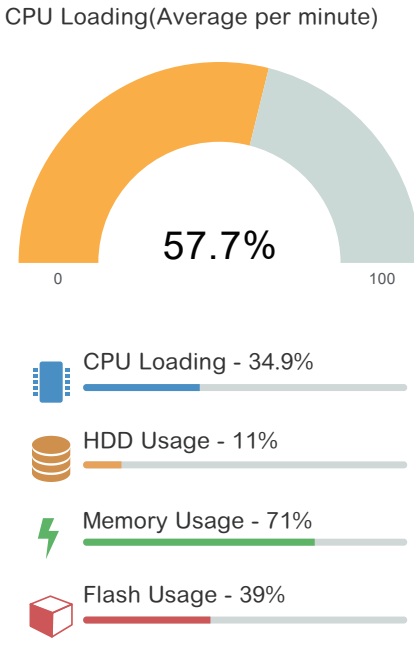 CPU Loading(Average per minute)
57.7%
0 100
CPU Loading - 34.9%
HDD Usage - 11%
Memory Usage - 71%
Flash Usage - 39%